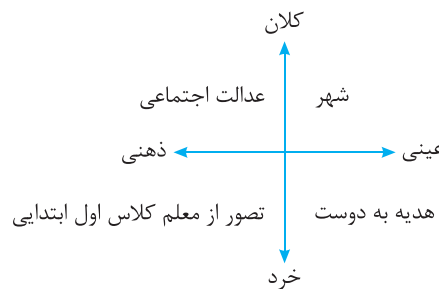 کلان
شهر
عدالت اجتماعی
عینی
ذهنی
هدیه به دوست
تصور از معلم کلاس اول ابتدایی
خرد